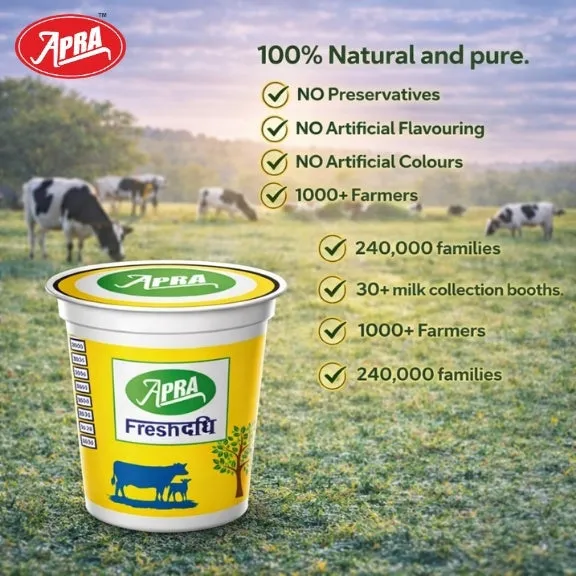 APRA
TM
100% Natural and pure.
NO Preservatives
NO Artificial Flavouring
NO Artificial Colours
1000+ Farmers
240,000 families
30+ milk collection booths.
1000+ Farmers
240,000 families
APRA
APRA
Freshदधि